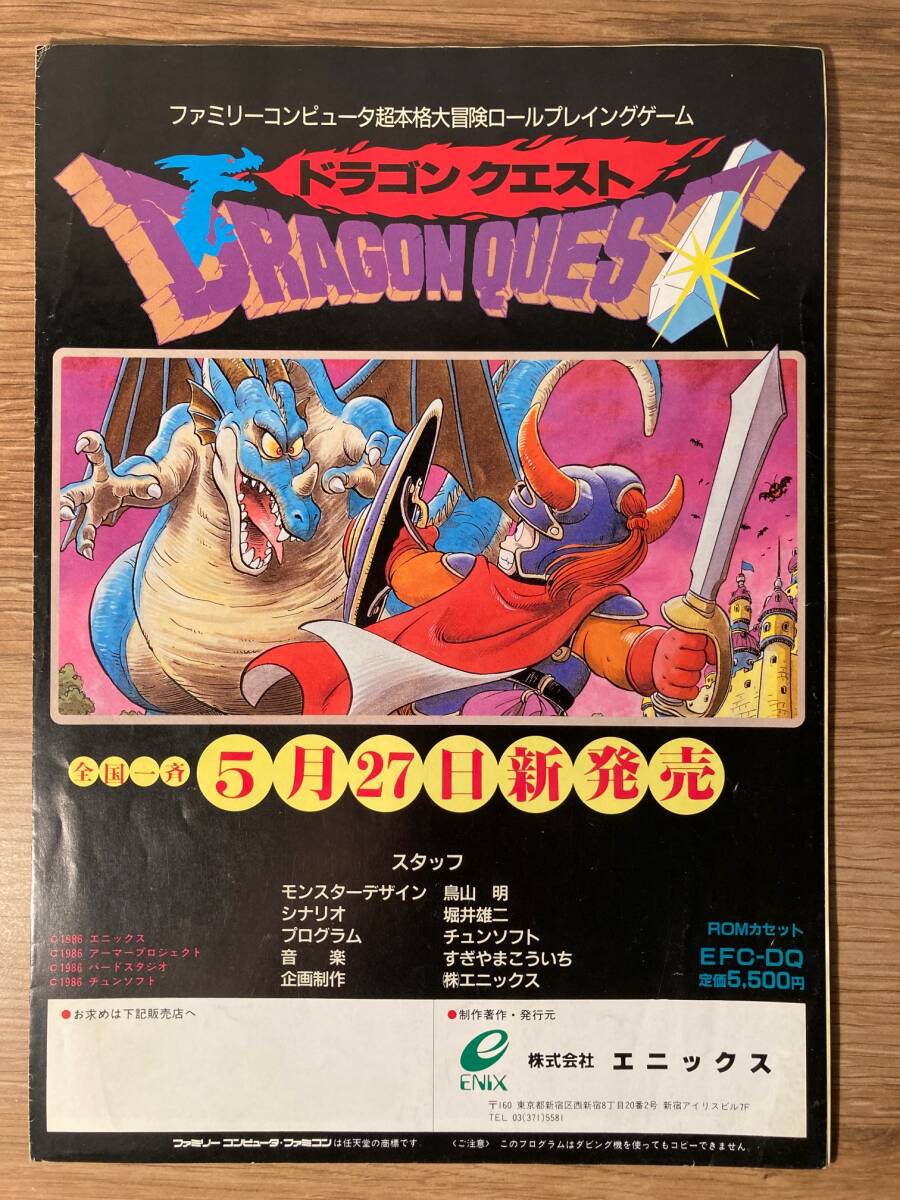 ファミリーコンピュータ超本格大冒険ロールプレイングゲーム
ドラゴンクエスト
DRAGON QUEST
全国一斉 5月27日新発売
スタッフ
モンスターデザイン 鳥山 明
シナリオ 堀井雄二
プログラム チュンソフト
音 楽 すぎやまこういち
企画制作 ㈱エニックス
©1986 エニックス
©1986 アーマープロジェクト
©1986 バードスタジオ
©1986 チュンソフト
ROMカセット
EFC-DQ
定価5,500円
●お求めは下記販売店へ
●制作著作・発行元
ENIX
株式会社 エニックス
〒160 東京都新宿区西新宿8丁目20番2号 新宿アイリスビル7F
TEL 03(371)5581
ファミリーコンピュータ・ファミコンは任天堂の商標です 〈ご注意〉 このプログラムはダビング機を使ってもコピーできません。